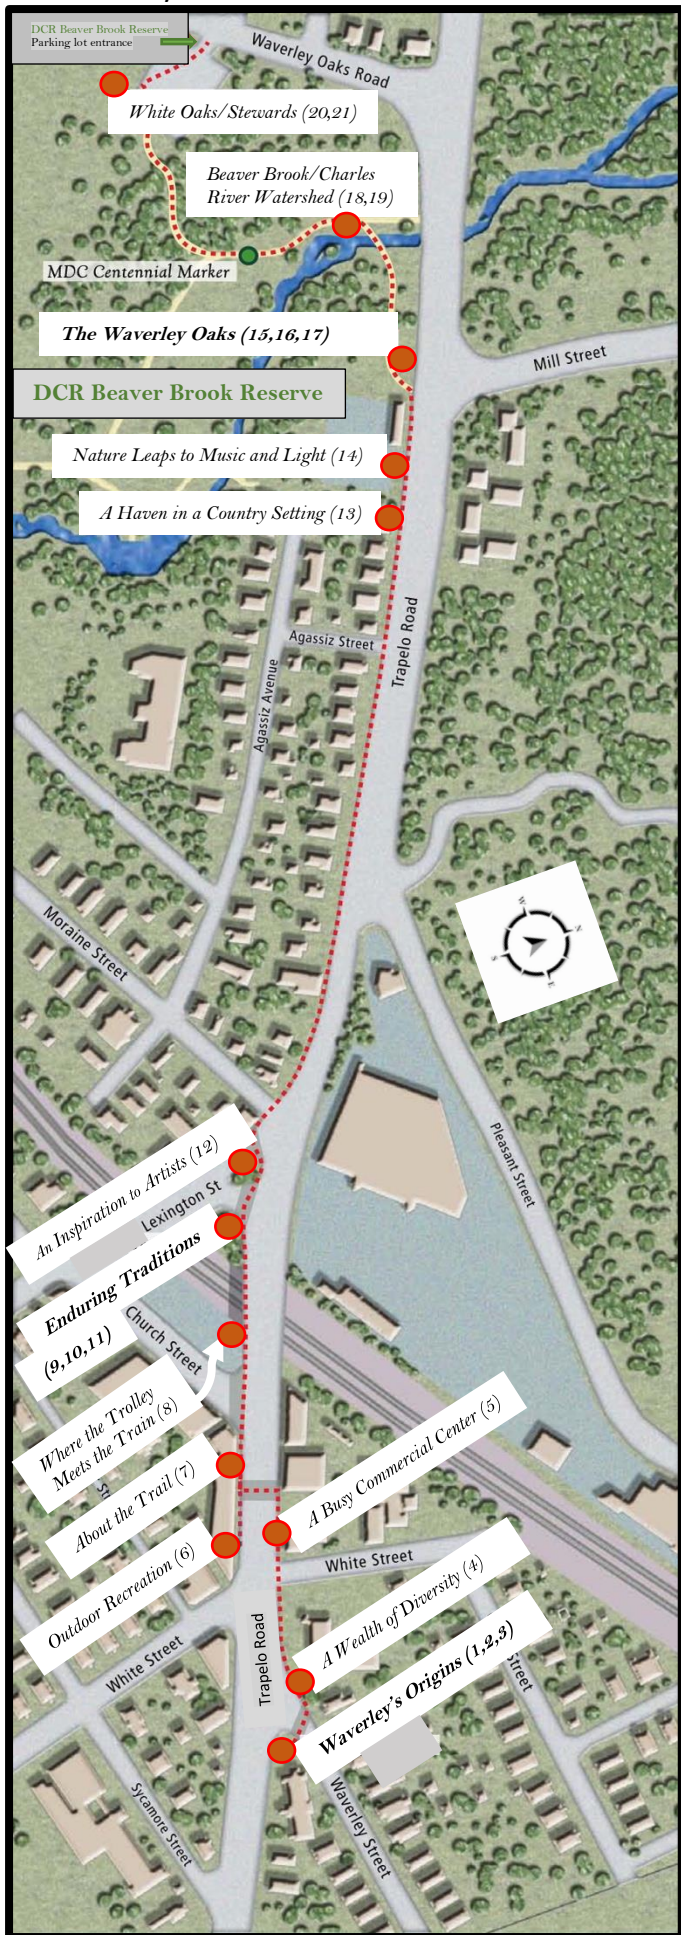 DCR Beaver Brook Reserve
Parking lot entrance
Waverley Oaks Road
White Oaks/Stewards (20,21)
Beaver Brook/Charles
River Watershed (18,19)
MDC Centennial Marker
The Waverley Oaks (15,16,17)
Mill Street
DCR Beaver Brook Reserve
Nature Leaps to Music and Light (14)
A Haven in a Country Setting (13)
Agassiz Street
Trapelo Road
Agassiz Avenue
W
N
S
E
Moraine Street
Pleasant Street
An Inspiration to Artists (12)
Lexington St
Enduring Traditions
(9,10,11)
Church Street
Where the Trolley
Meets the Train (8)
A Busy Commercial Center (5)
About the Trail (7)
Outdoor Recreation (6)
White Street
A Wealth of Diversity (4)
Trapelo Road
White Street
Waverley's Origins (1,2,3)
Street
Sycamore Street
Waverley Street